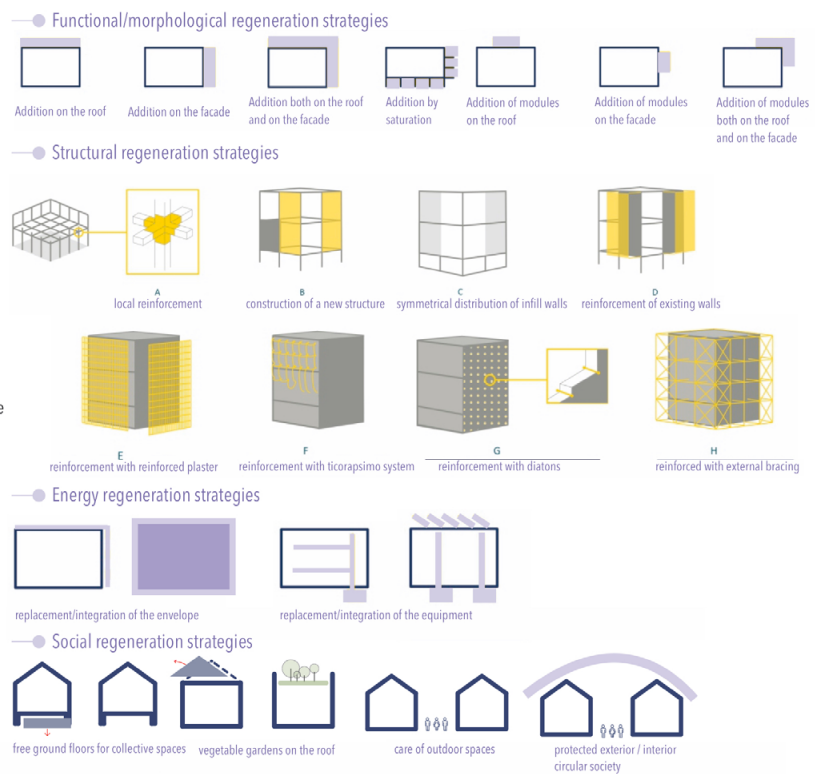 Functional/morphological regeneration strategies
Addition on the roof
Addition on the facade
Addition both on the roof
and on the facade
Addition by
saturation
Addition of modules
on the roof
Addition of modules
on the facade
Addition of modules
both on the roof
and on the facade
Structural regeneration strategies
A
local reinforcement
B
construction of a new structure
C
symmetrical distribution of infill walls
D
reinforcement of existing walls
e
E
reinforcement with reinforced plaster
F
reinforcement with ticorapsimo system
G
reinforcement with diatons
H
reinforced with external bracing
Energy regeneration strategies
replacement/integration of the envelope
replacement/integration of the equipment
Social regeneration strategies
free ground floors for collective spaces
vegetable gardens on the roof
care of outdoor spaces
protected exterior / interior
circular society